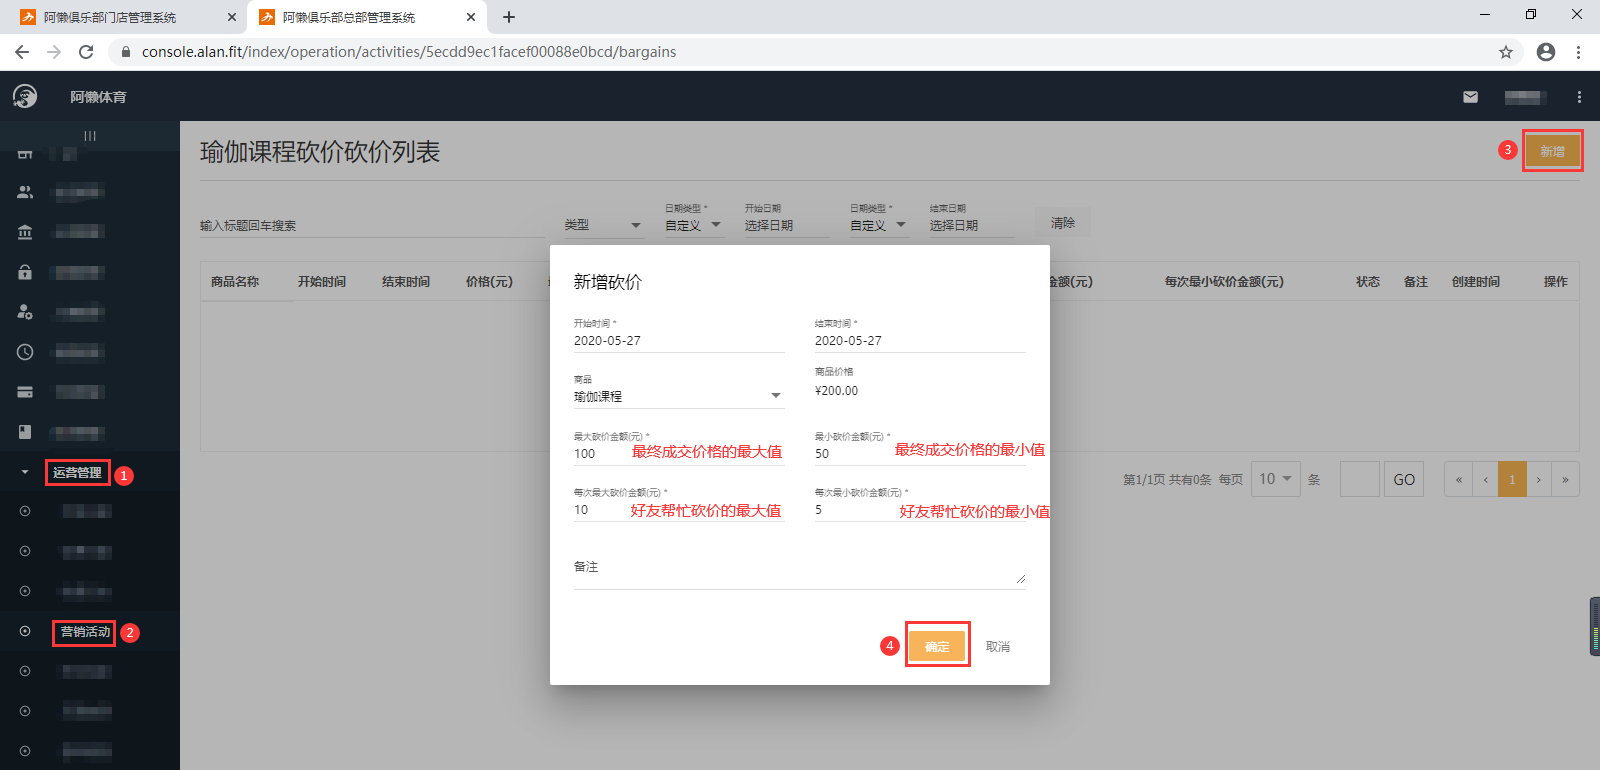 阿懒俱乐部门店管理系统
阿懒俱乐部总部管理系统
console.alan.fit/index/operation/activities/5ecdd9ec1facef00088e0bcd/bargains
阿懒体育
瑜伽课程砍价砍价列表
3
新增
输入标题回车搜索
类型
日期类型 *
自定义
开始日期
选择日期
日期类型 *
自定义
结束日期
选择日期
清除
商品名称 开始时间 结束时间 价格(元) 金额(元) 每次最小砍价金额(元) 状态 备注 创建时间 操作
新增砍价
开始时间 *
2020-05-27
结束时间 *
2020-05-27
商品
瑜伽课程
商品价格
¥200.00
最大砍价金额(元) *
100
最终成交价格的最大值
最小砍价金额(元) *
50
最终成交价格的最小值
每次最大砍价金额(元) *
10
好友帮忙砍价的最大值
每次最小砍价金额(元) *
5
好友帮忙砍价的最小值
备注
4
确定
取消
第1/1页 共有0条 每页 10 条 GO « ‹ 1 › »
运营管理
1
营销活动
2